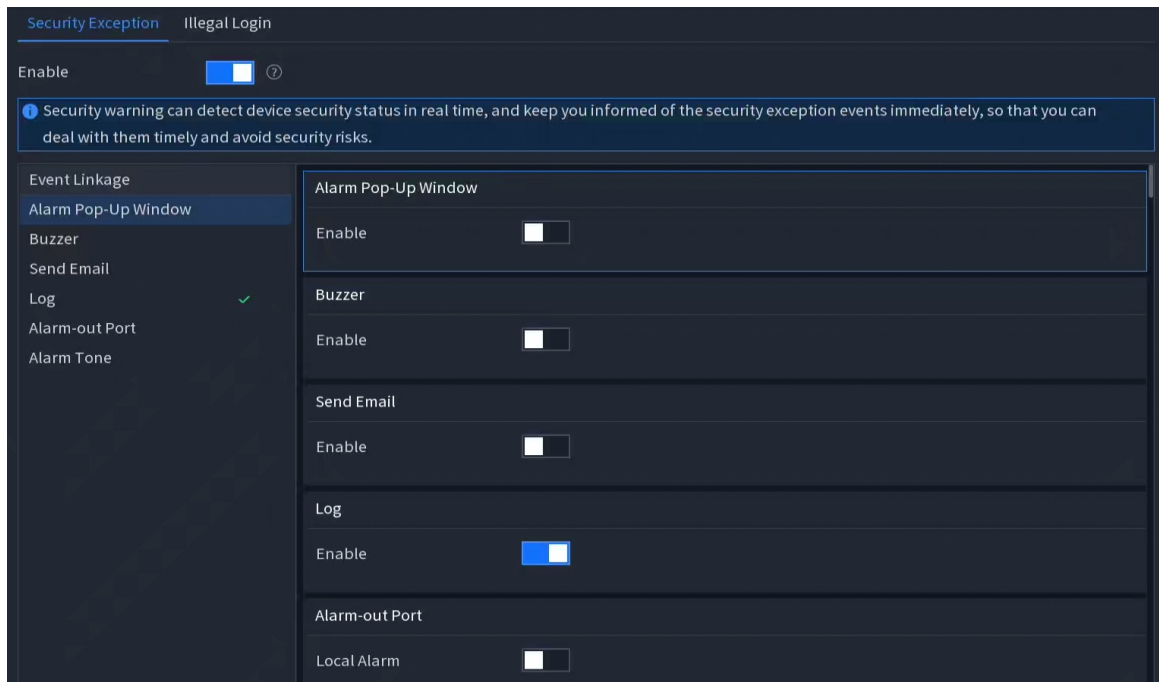 Security Exception Illegal Login
Enable
Security warning can detect device security status in real time, and keep you informed of the security exception events immediately, so that you can
deal with them timely and avoid security risks.
Event Linkage
Alarm Pop-Up Window
Buzzer
Send Email
Log
Alarm-out Port
Alarm Tone
Alarm Pop-Up Window
Enable
Buzzer
Enable
Send Email
Enable
Log
Enable
Alarm-out Port
Local Alarm